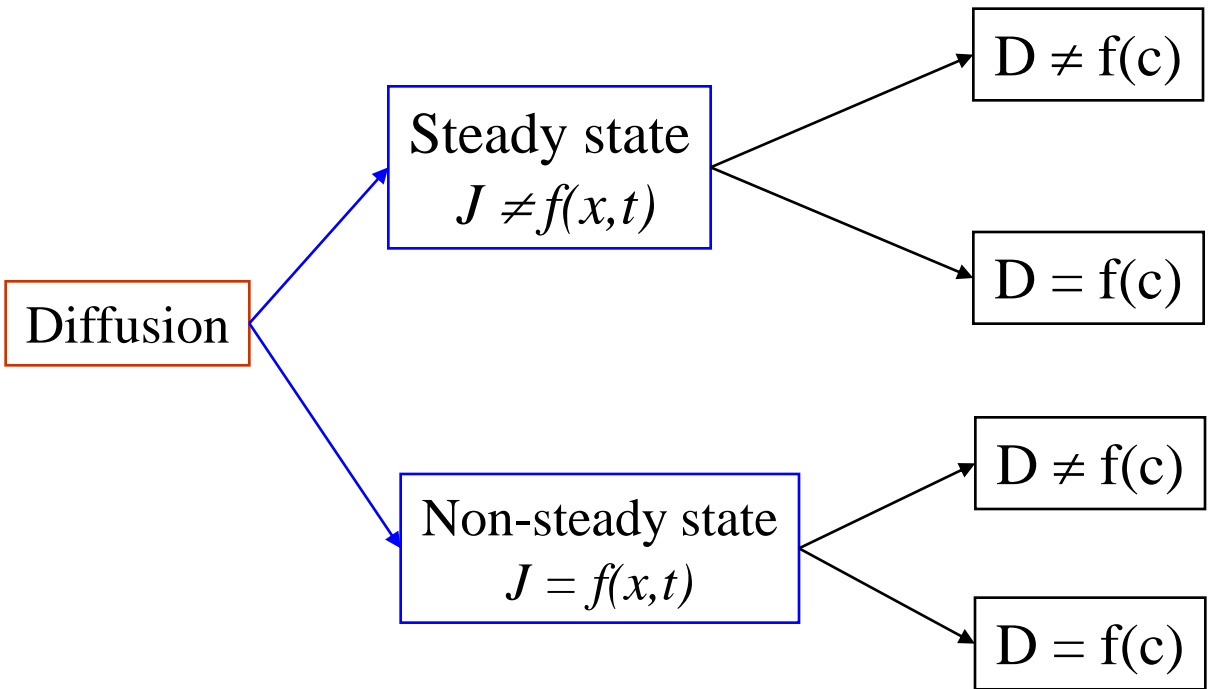 D ≠ f(c)
Steady state
J ≠ f(x,t)
D = f(c)
Diffusion
D ≠ f(c)
Non-steady state
J = f(x,t)
D = f(c)